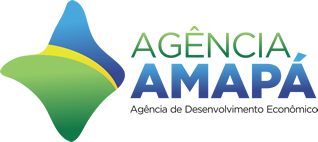 AGÊNCIA
AMAPÁ
Agência de Desenvolvimento Econômico